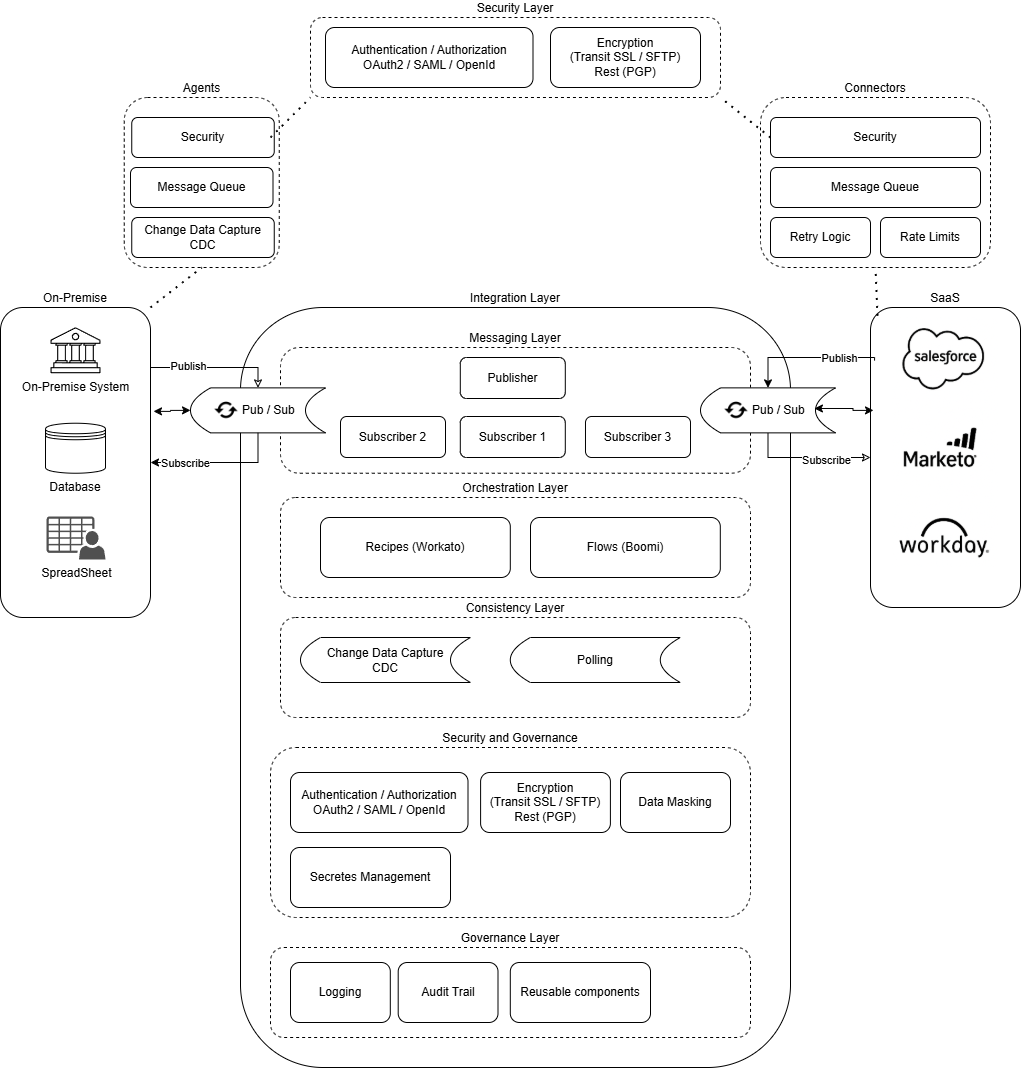 Security Layer
Authentication / Authorization
OAuth2 / SAML / OpenId
Encryption
(Transit SSL / SFTP)
Rest (PGP)
Agents
Security
Message Queue
Change Data Capture
CDC
Connectors
Security
Message Queue
Retry Logic
Rate Limits
On-Premise
On-Premise System
Database
SpreadSheet
Publish
Pub / Sub
Subscribe
Integration Layer
Messaging Layer
Publisher
Subscriber 2
Subscriber 1
Subscriber 3
Orchestration Layer
Recipes (Workato)
Flows (Boomi)
Consistency Layer
Change Data Capture
CDC
Polling
Security and Governance
Authentication / Authorization
OAuth2 / SAML / OpenId
Encryption
(Transit SSL / SFTP)
Rest (PGP)
Data Masking
Secretes Management
Governance Layer
Logging
Audit Trail
Reusable components
Publish
Pub / Sub
Subscribe
SaaS
salesforce
Marketo
workday.